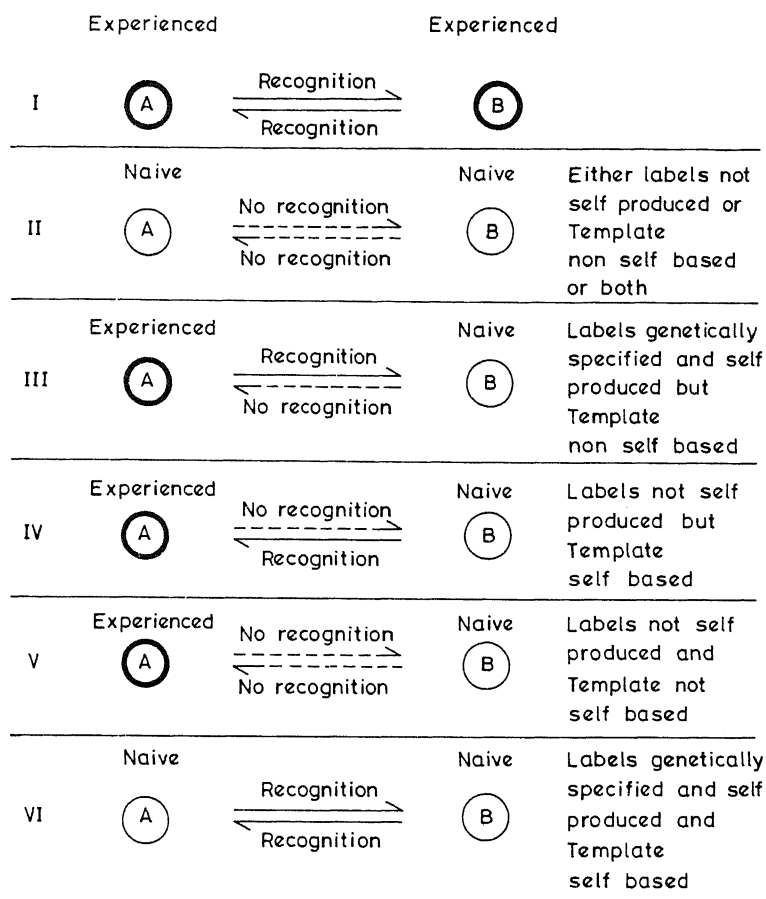 Experienced Experienced
I A Recognition B
Recognition
Naive Naive Either labels not
II A No recognition B self produced or
Template
No recognition non self based
or both
Experienced Naive Labels genetically
III A Recognition B specified and self
No recognition produced but
Template
non self based
Experienced Naive Labels not self
IV A No recognition B produced but
Recognition Template
self based
Experienced Naive Labels not self
V A No recognition B produced and
No recognition Template not
self based
Naive Naive Labels genetically
VI A Recognition B specified and self
Recognition produced and
Template
self based